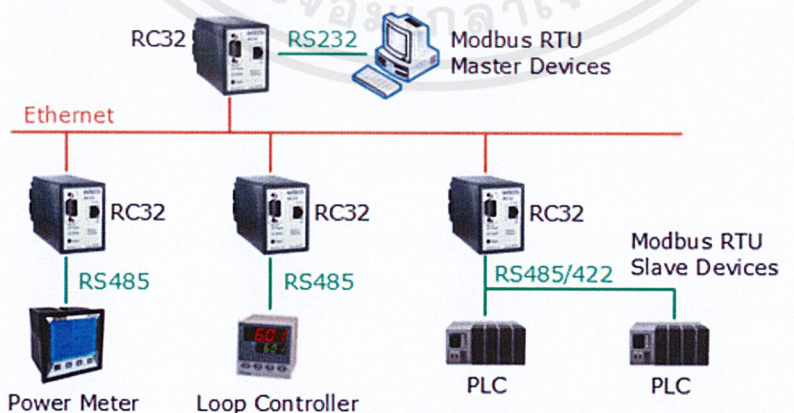 RC32
RS232
Modbus RTU
Master Devices
Ethernet
RC32
RC32
RC32
Modbus RTU
Slave Devices
RS485
RS485
RS485/422
601
PLC
PLC
Power Meter
Loop Controller